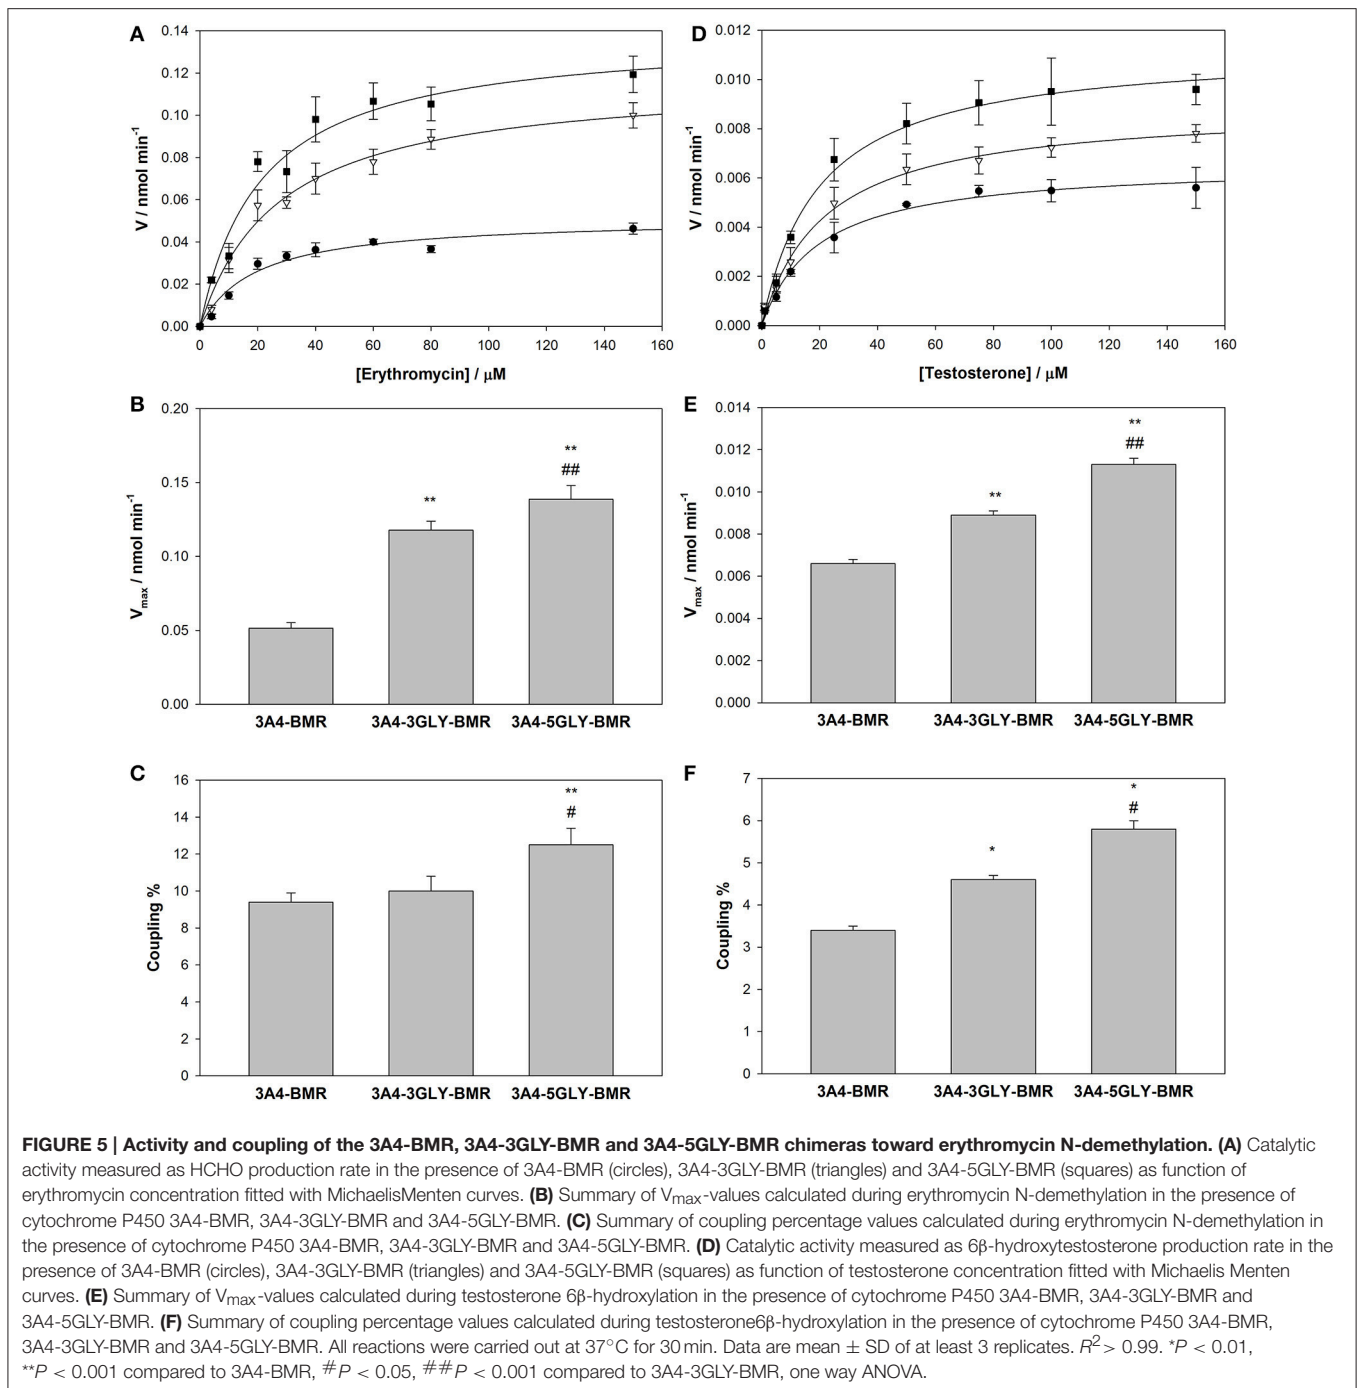 A
0.14
0.12
0.10
0.08
0.06
0.04
0.02
0.00
V / nmol min⁻¹
0 20 40 60 80 100 120 140 160
[Erythromycin] / μM
D
0.012
0.010
0.008
0.006
0.004
0.002
0.000
V / nmol min⁻¹
0 20 40 60 80 100 120 140 160
[Testosterone] / μM
B
0.20
0.15
0.10
0.05
0.00
Vmax / nmol min⁻¹
**
**
##
3A4-BMR 3A4-3GLY-BMR 3A4-5GLY-BMR
E
0.014
0.012
0.010
0.008
0.006
0.004
0.002
0.000
Vmax / nmol min⁻¹
**
**
##
3A4-BMR 3A4-3GLY-BMR 3A4-5GLY-BMR
C
16
14
12
10
8
6
4
2
0
Coupling %
**
#
3A4-BMR 3A4-3GLY-BMR 3A4-5GLY-BMR
F
7
6
5
4
3
2
1
0
Coupling %
*
*
#
3A4-BMR 3A4-3GLY-BMR 3A4-5GLY-BMR
FIGURE 5 | Activity and coupling of the 3A4-BMR, 3A4-3GLY-BMR and 3A4-5GLY-BMR chimeras toward erythromycin N-demethylation. (A) Catalytic
activity measured as HCHO production rate in the presence of 3A4-BMR (circles), 3A4-3GLY-BMR (triangles) and 3A4-5GLY-BMR (squares) as function of
erythromycin concentration fitted with MichaelisMenten curves. (B) Summary of Vmax-values calculated during erythromycin N-demethylation in the presence of
cytochrome P450 3A4-BMR, 3A4-3GLY-BMR and 3A4-5GLY-BMR. (C) Summary of coupling percentage values calculated during erythromycin N-demethylation in
the presence of cytochrome P450 3A4-BMR, 3A4-3GLY-BMR and 3A4-5GLY-BMR. (D) Catalytic activity measured as 6β-hydroxytestosterone production rate in the
presence of 3A4-BMR (circles), 3A4-3GLY-BMR (triangles) and 3A4-5GLY-BMR (squares) as function of testosterone concentration fitted with Michaelis Menten
curves. (E) Summary of Vmax-values calculated during testosterone 6β-hydroxylation in the presence of cytochrome P450 3A4-BMR, 3A4-3GLY-BMR and
3A4-5GLY-BMR. (F) Summary of coupling percentage values calculated during testosterone6β-hydroxylation in the presence of cytochrome P450 3A4-BMR,
3A4-3GLY-BMR and 3A4-5GLY-BMR. All reactions were carried out at 37°C for 30 min. Data are mean ± SD of at least 3 replicates. R² > 0.99. *P < 0.01,
**P < 0.001 compared to 3A4-BMR, #P < 0.05, ##P < 0.001 compared to 3A4-3GLY-BMR, one way ANOVA.